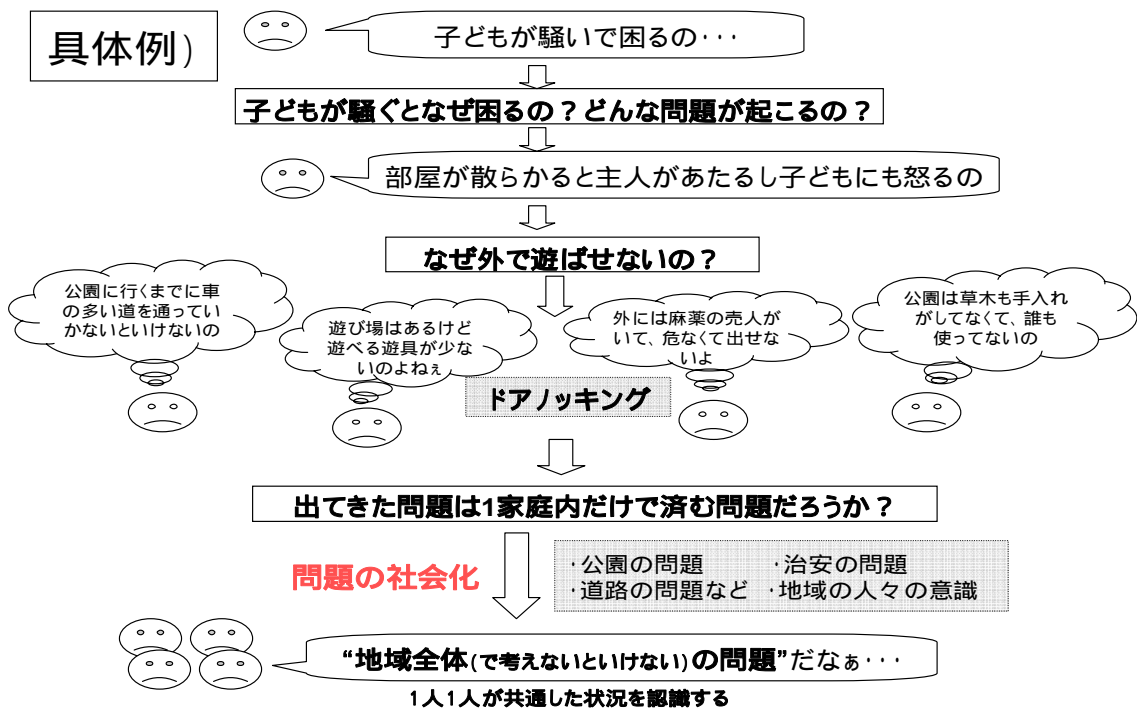 具体例）
子どもが騒いで困るの・・・
子どもが騒ぐとなぜ困るの？どんな問題が起こるの？
部屋が散らかると主人があたるし子どもにも怒るの
なぜ外で遊ばせないの？
公園に行くまでに車
の多い道を通ってい
かないといけないの
遊び場はあるけど
遊べる遊具が少な
いのよねぇ
外には麻薬の売人が
いて、危なくて出せな
いよ
公園は草木も手入れ
がしてなくて、誰も
使ってないの
ドアノッキング
出てきた問題は1家庭内だけで済む問題だろうか？
問題の社会化
・公園の問題　・治安の問題
・道路の問題など　・地域の人々の意識
“地域全体(で考えないといけない)の問題”だなぁ・・・
1人1人が共通した状況を認識する